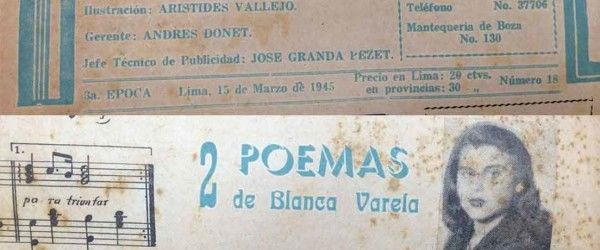 Ilustración: ARISTIDES VALLEJO.
Gerente: ANDRES DONET.
Jefe Técnico de Publicidad: JOSE GRANDA PEZET.
Teléfono No. 37706
Mantequería de Boza
No. 130
3a. EPOCA Lima, 15 de Marzo de 1945
Precio en Lima: 20 ctvs.
en provincias: 30 „
Número 18
2 POEMAS
de Blanca Varela
1.
pa ra triunfar